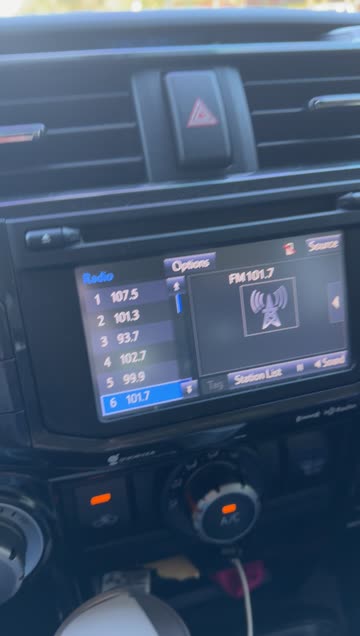 Radio
Options
Source
FM 101.7
1 107.5
2 101.3
3 93.7
4 102.7
5 99.9
6 101.7
Tag
Station List
Sound
A/C